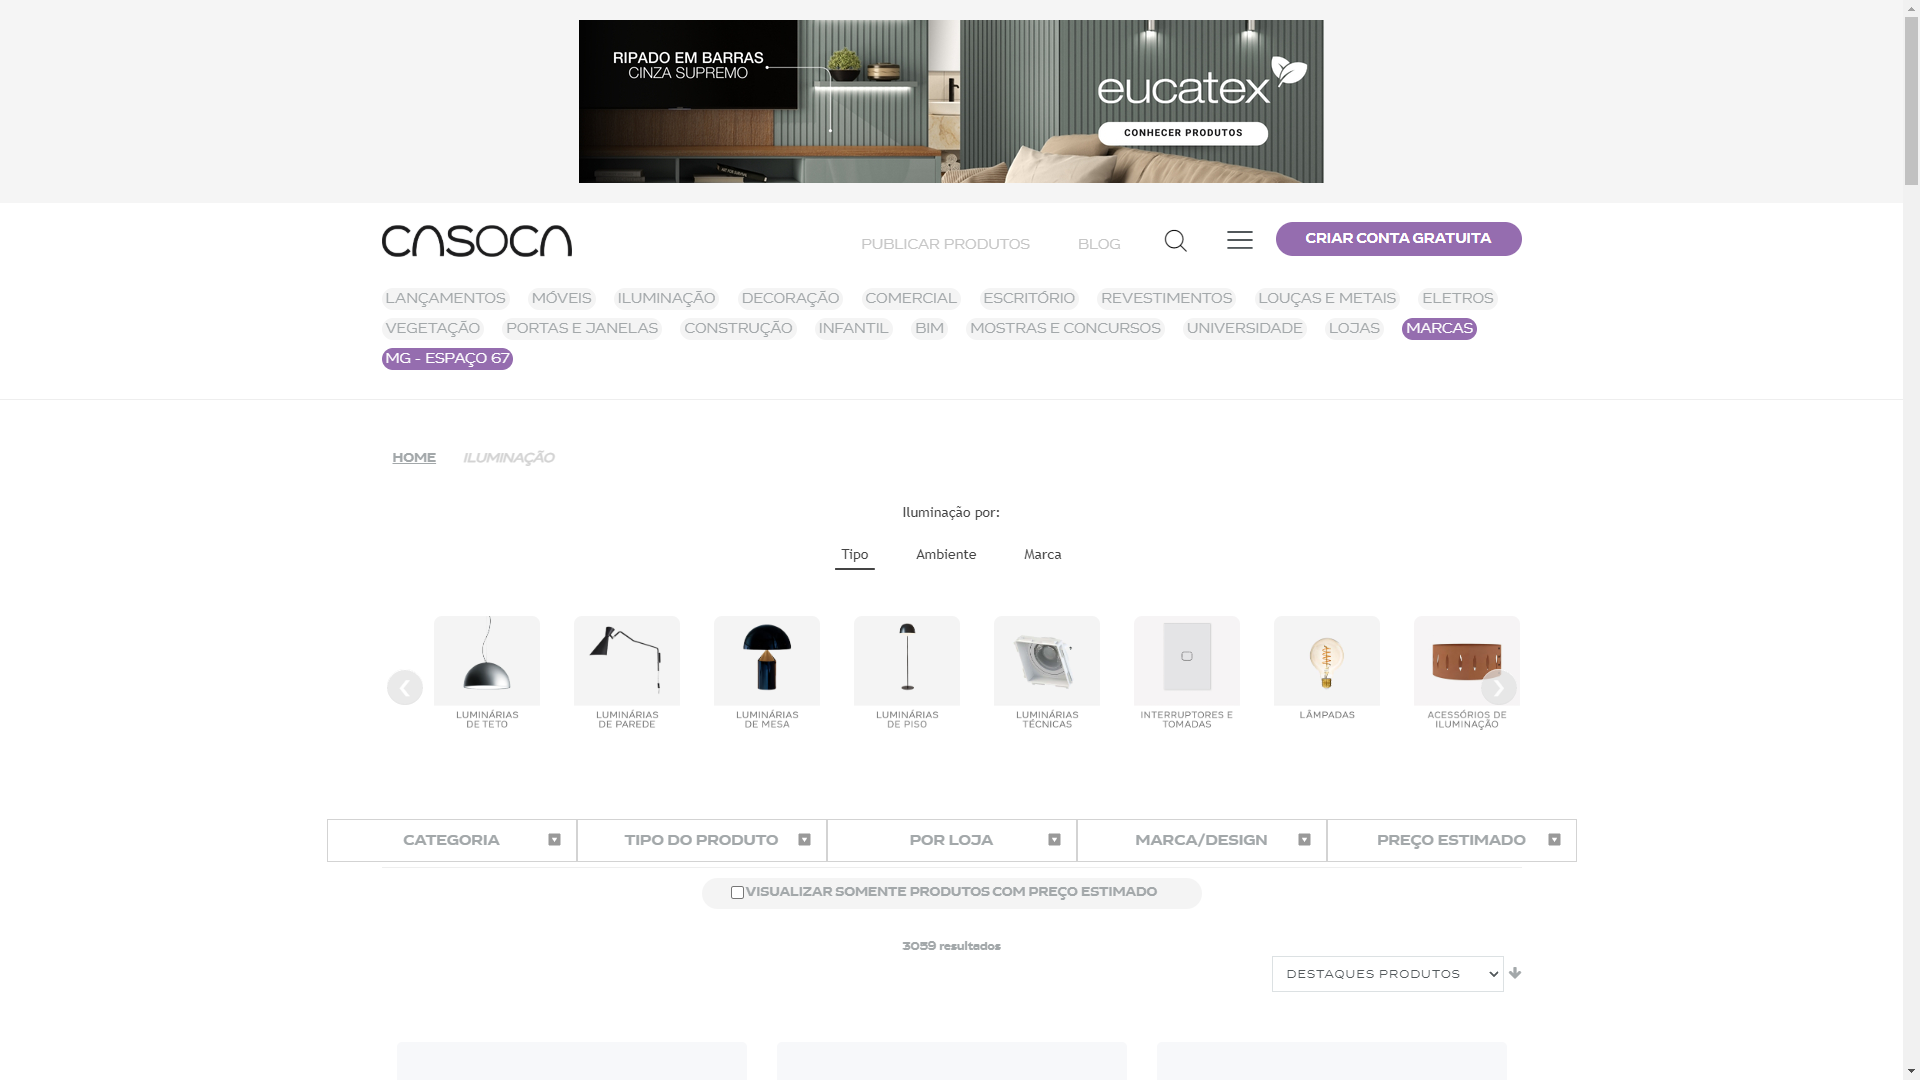 RIPADO EM BARRAS
CINZA SUPREMO
eucatex
CONHECER PRODUTOS
CASOCA
PUBLICAR PRODUTOS
BLOG
CRIAR CONTA GRATUITA
LANÇAMENTOS MÓVEIS ILUMINAÇÃO DECORAÇÃO COMERCIAL ESCRITÓRIO REVESTIMENTOS LOUÇAS E METAIS ELETROS
VEGETAÇÃO PORTAS E JANELAS CONSTRUÇÃO INFANTIL BIM MOSTRAS E CONCURSOS UNIVERSIDADE LOJAS MARCAS
MG - ESPAÇO 67
HOME ILUMINAÇÃO
Iluminação por:
Tipo Ambiente Marca
LUMINÁRIAS
DE TETO
LUMINÁRIAS
DE PAREDE
LUMINÁRIAS
DE MESA
LUMINÁRIAS
DE PISO
LUMINÁRIAS
TÉCNICAS
INTERRUPTORES E
TOMADAS
LÂMPADAS
ACESSÓRIOS DE
ILUMINAÇÃO
CATEGORIA TIPO DO PRODUTO POR LOJA MARCA/DESIGN PREÇO ESTIMADO
VISUALIZAR SOMENTE PRODUTOS COM PREÇO ESTIMADO
3059 resultados
DESTAQUES PRODUTOS